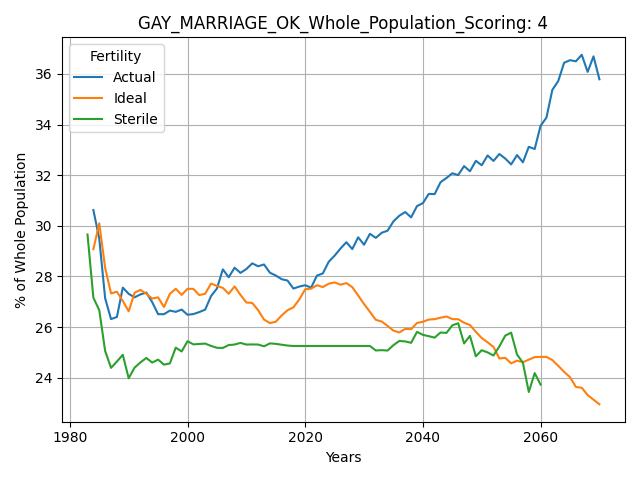 GAY_MARRIAGE_OK_Whole_Population_Scoring: 4
Fertility
Actual
Ideal
Sterile
% of Whole Population
36
34
32
30
28
26
24
1980
2000
2020
2040
2060
Years